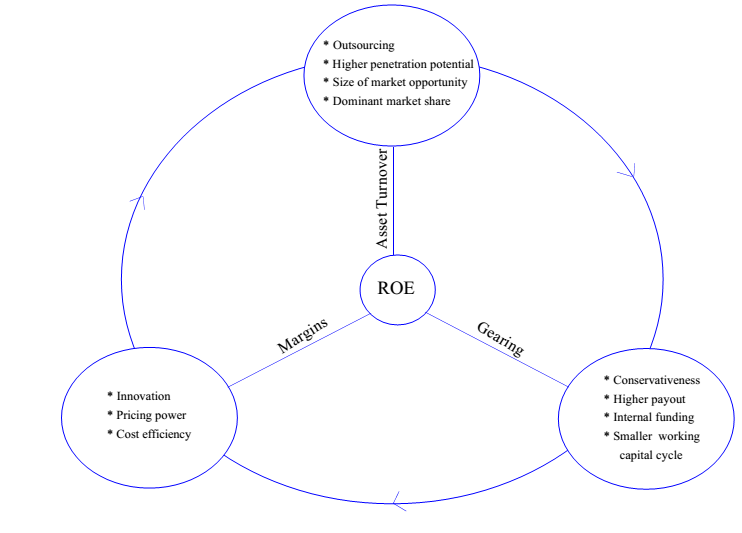 * Outsourcing
* Higher penetration potential
* Size of market opportunity
* Dominant market share
Asset Turnover
ROE
Margins
Gearing
* Innovation
* Pricing power
* Cost efficiency
* Conservativeness
* Higher payout
* Internal funding
* Smaller working
capital cycle